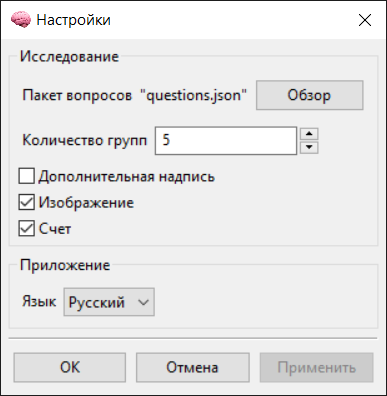 Настройки
Исследование
Пакет вопросов "questions.json" Обзор
Количество групп 5
Дополнительная надпись
Изображение
Счет
Приложение
Язык Русский
OK Отмена Применить